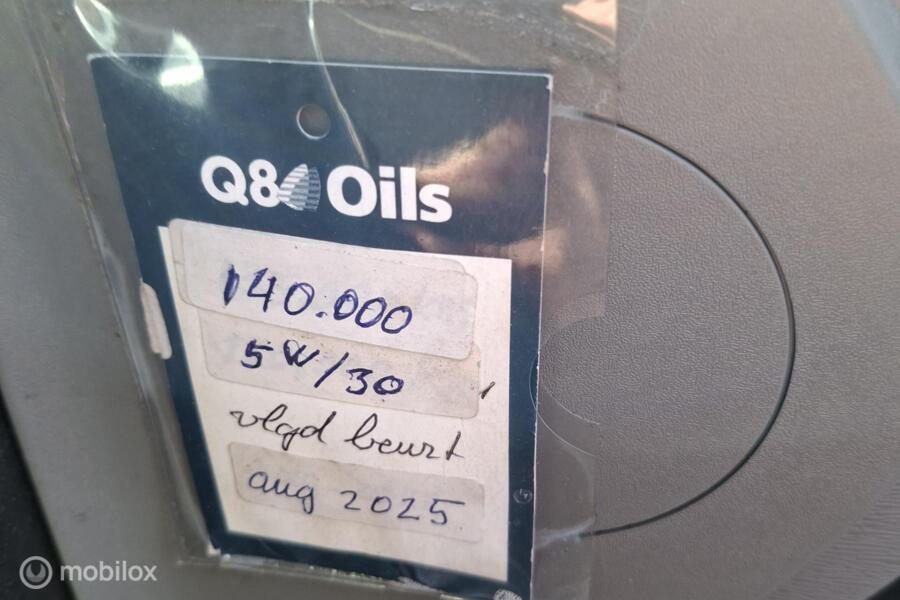 Q8 Oils
140.000
5W/30
vlgd beurt
aug 2025
mobilox